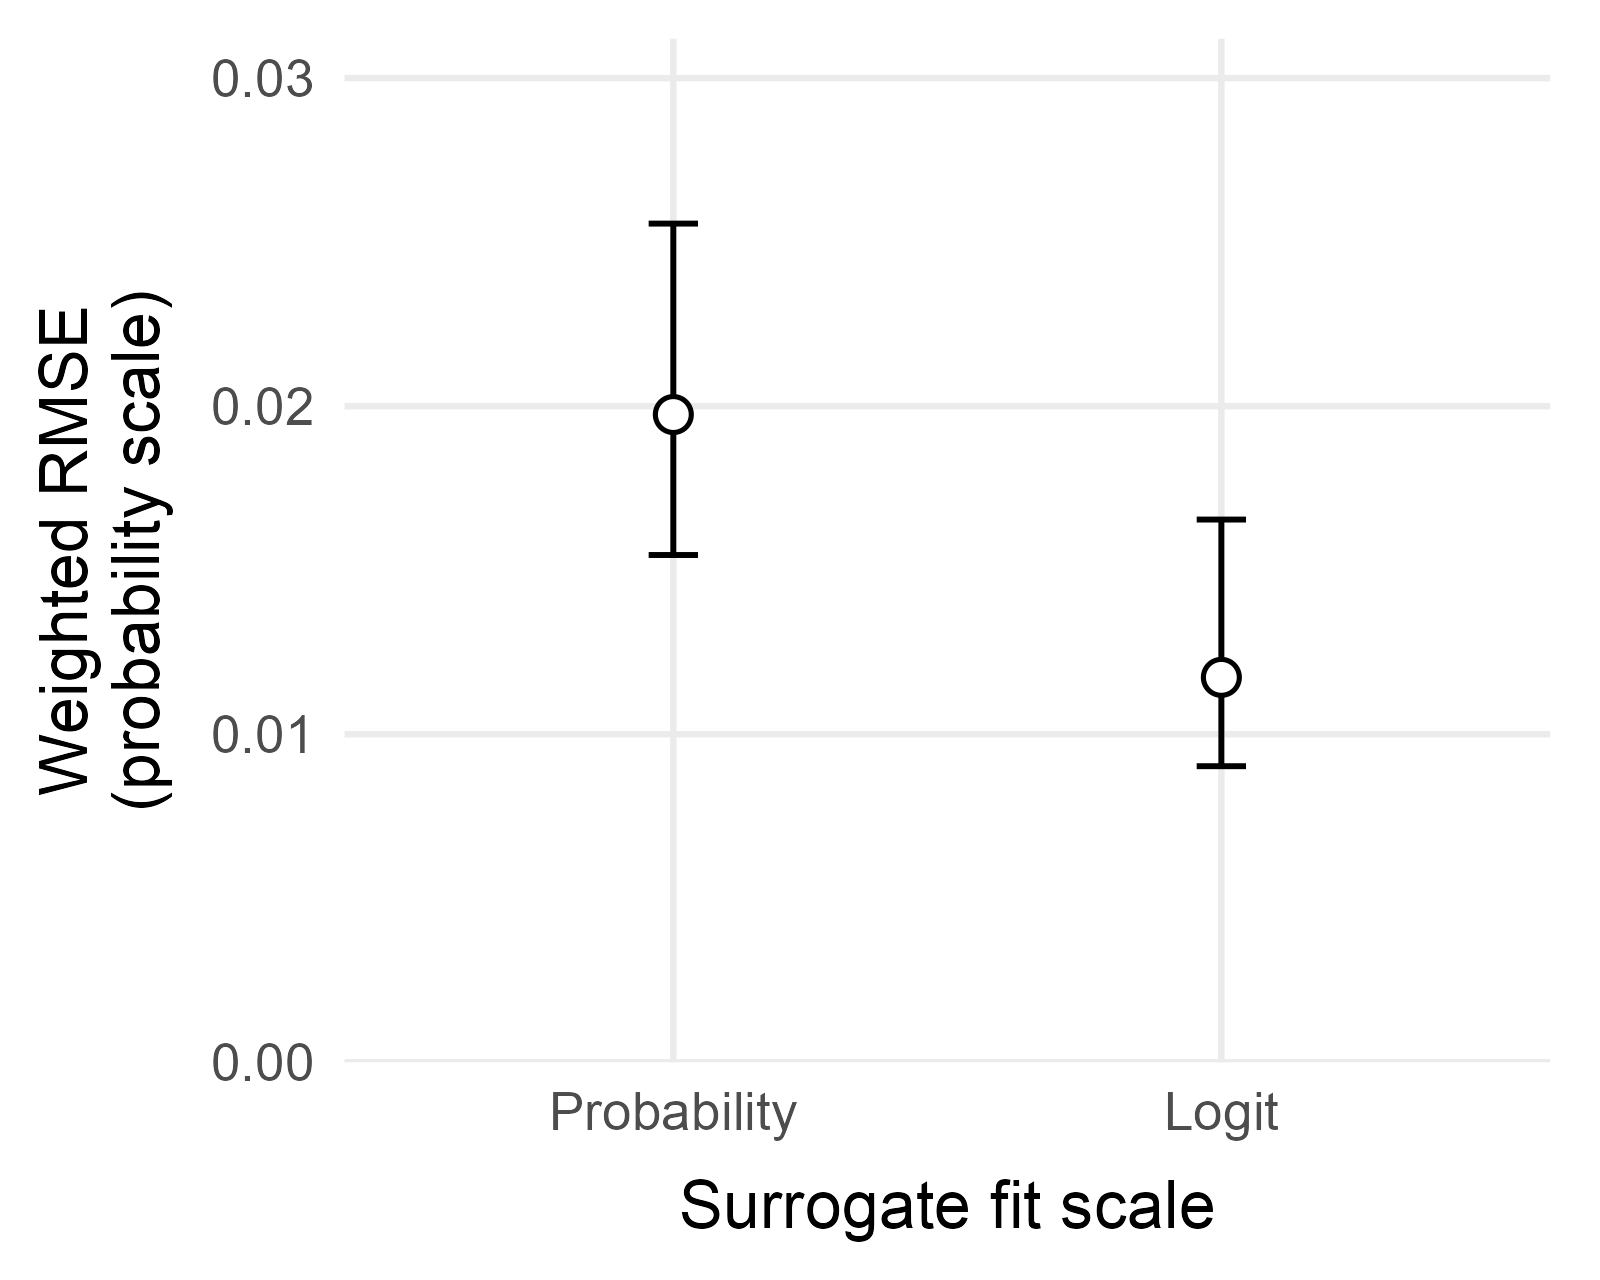 Weighted RMSE
(probability scale)
0.03
0.02
0.01
0.00
Probability
Logit
Surrogate fit scale